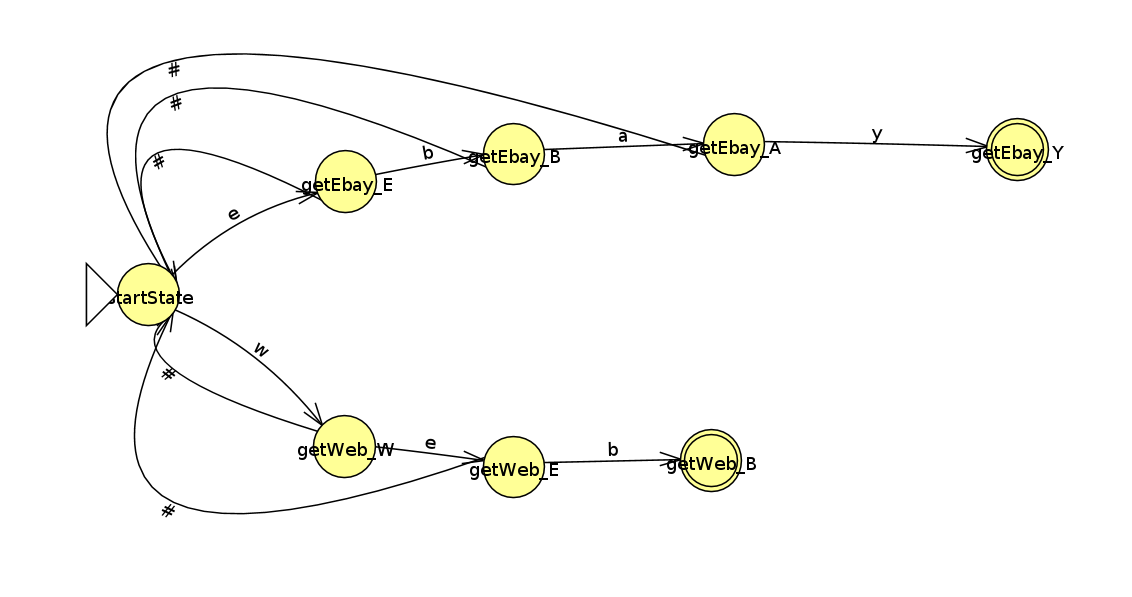 #
#
a
y
b
getEbay_A
getEbay_B
getEbay_Y
#
getEbay_E
e
startState
w
#
e
b
getWeb_W
getWeb_E
getWeb_B
#